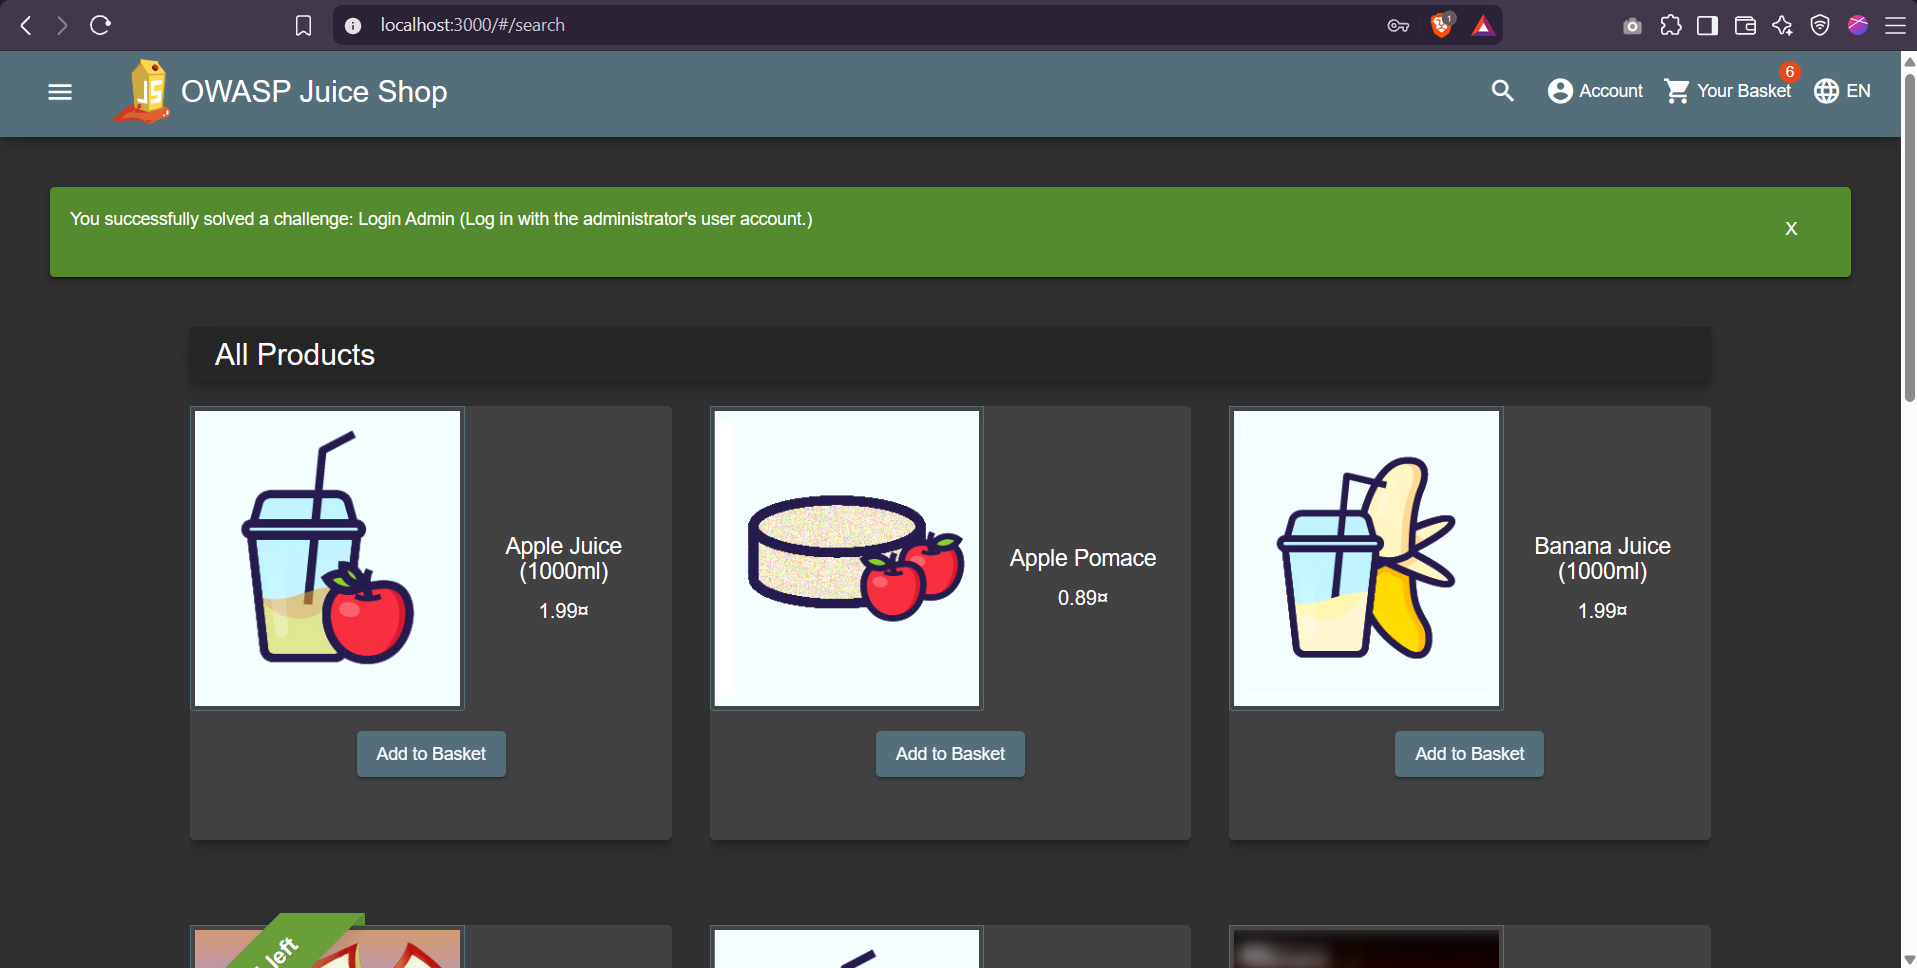 localhost:3000/#/search
1
JS
OWASP Juice Shop
Account
Your Basket
6
EN
You successfully solved a challenge: Login Admin (Log in with the administrator's user account.)
X
All Products
Apple Juice
(1000ml)
1.99¤
Add to Basket
Apple Pomace
0.89¤
Add to Basket
Banana Juice
(1000ml)
1.99¤
Add to Basket
left